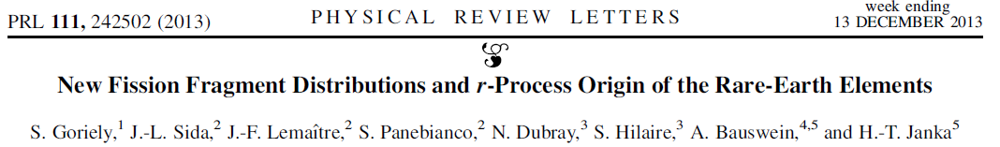 PRL 111, 242502 (2013)
PHYSICAL REVIEW LETTERS
week ending
13 DECEMBER 2013
New Fission Fragment Distributions and r-Process Origin of the Rare-Earth Elements
S. Goriely,1 J.-L. Sida,2 J.-F. Lemaître,2 S. Panebianco,2 N. Dubray,3 S. Hilaire,3 A. Bauswein,4,5 and H.-T. Janka5